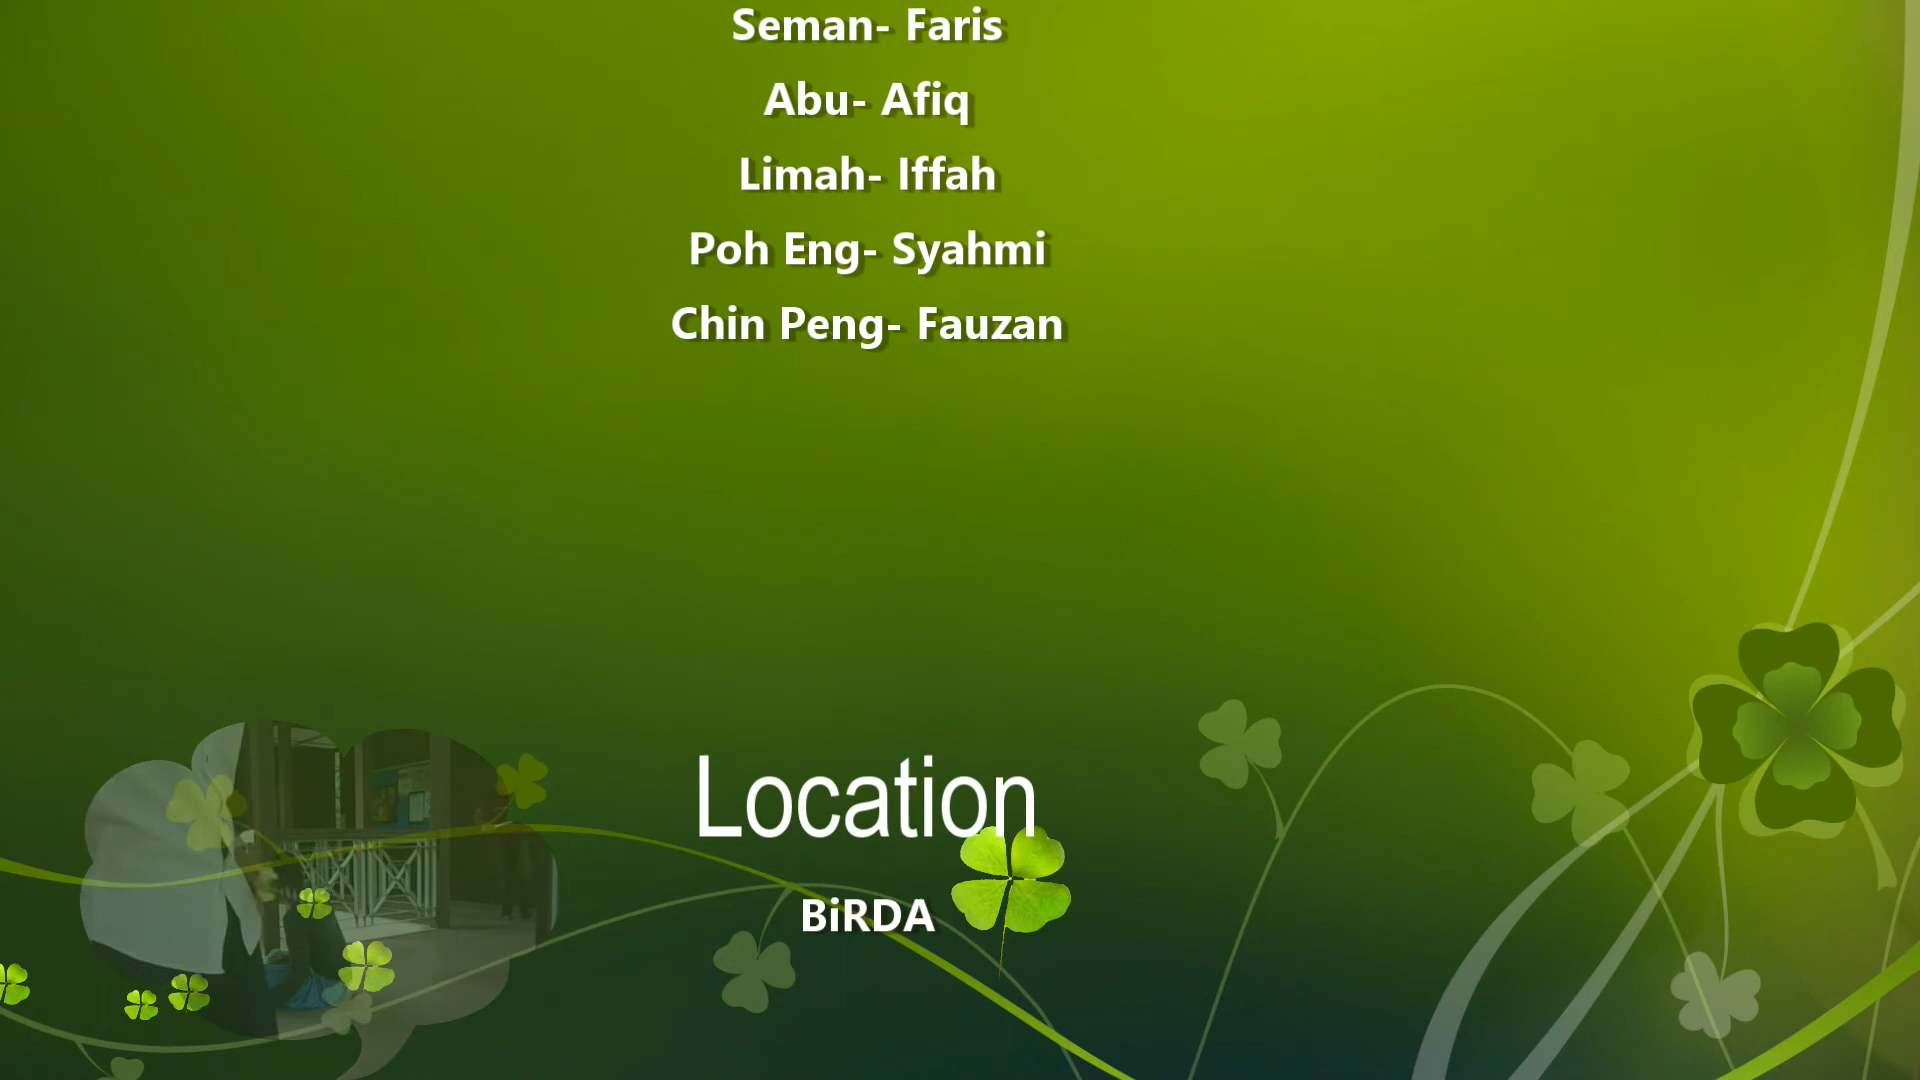 Seman- Faris
Abu- Afiq
Limah- Iffah
Poh Eng- Syahmi
Chin Peng- Fauzan
Location
BiRDA